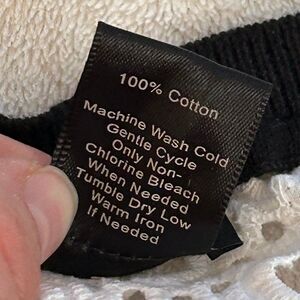 100% Cotton
Machine Wash Cold
Gentle Cycle
Only Non-
Chlorine Bleach
When Needed
Tumble Dry Low
Warm Iron
If Needed